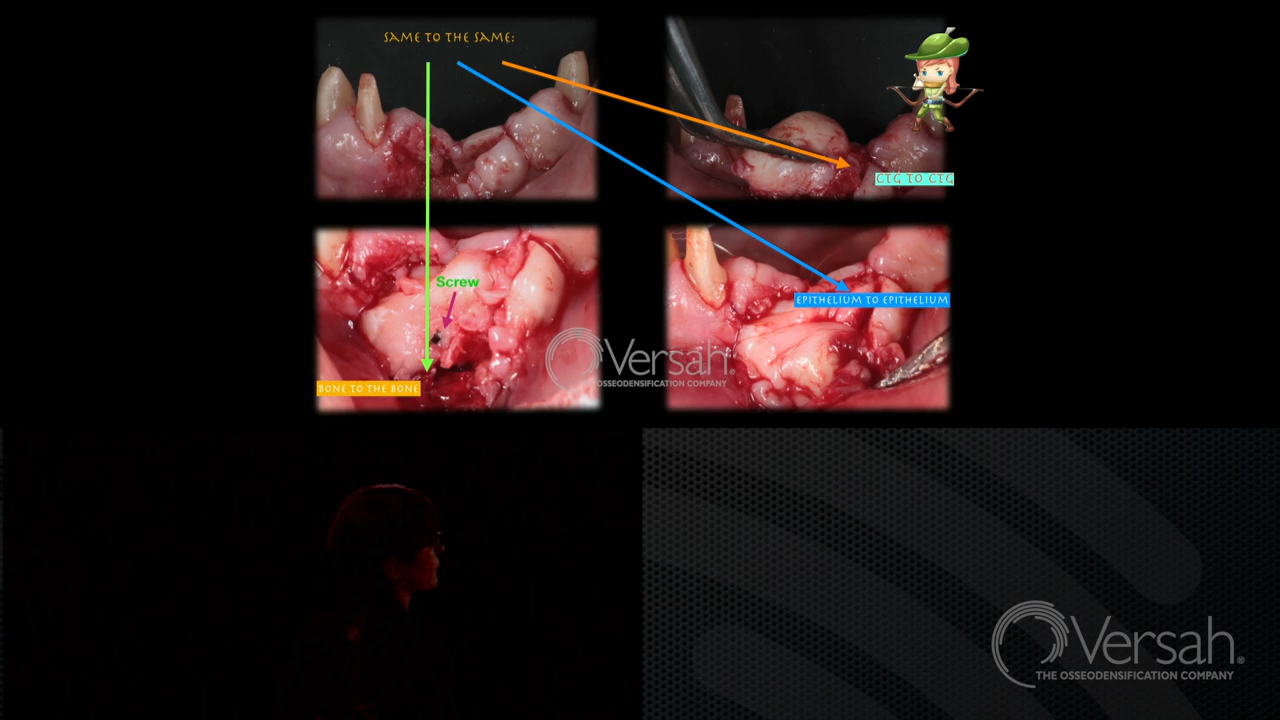 SAME TO THE SAME:
CTG TO CTG
Screw
EPITHELIUM TO EPITHELIUM
Versah®
OSSEODENSIFICATION COMPANY
BONE TO THE BONE
Versah®
THE OSSEODENSIFICATION COMPANY